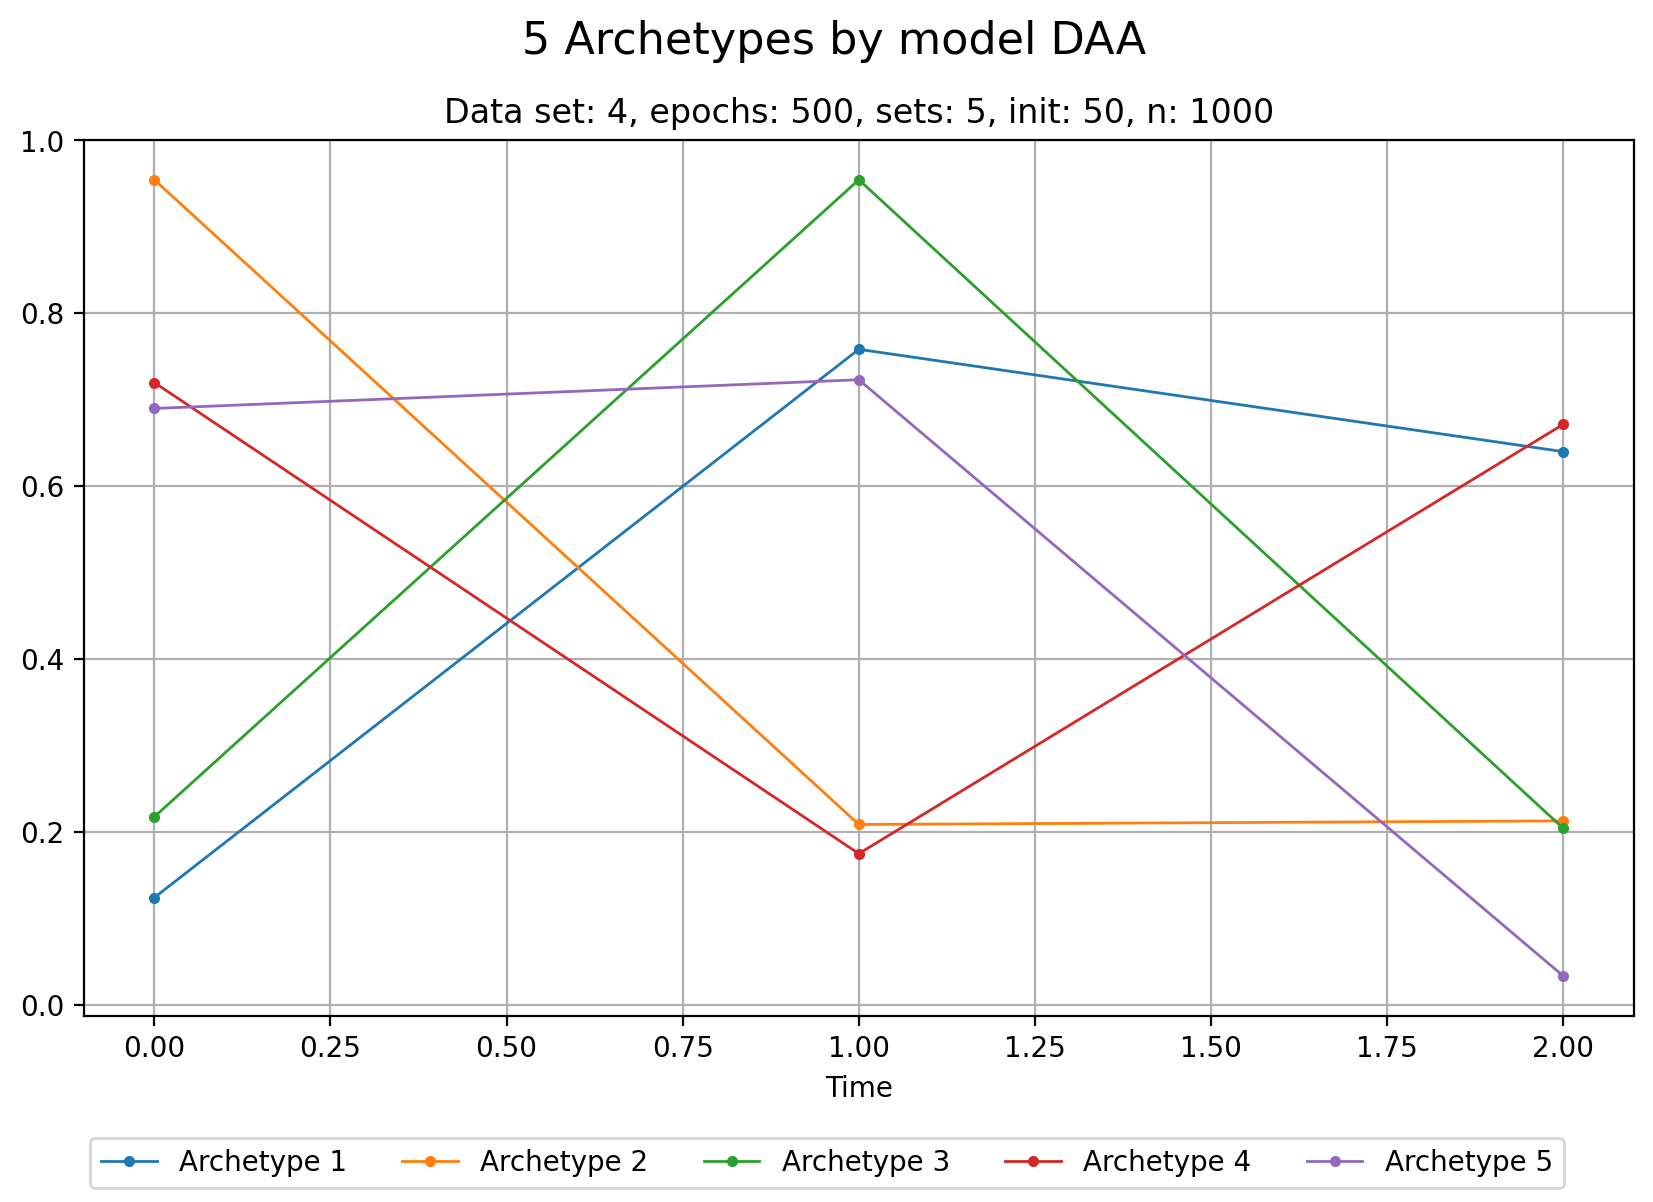 5 Archetypes by model DAA
Data set: 4, epochs: 500, sets: 5, init: 50, n: 1000
1.0
0.8
0.6
0.4
0.2
0.0
0.00 0.25 0.50 0.75 1.00 1.25 1.50 1.75 2.00
Time
Archetype 1 Archetype 2 Archetype 3 Archetype 4 Archetype 5